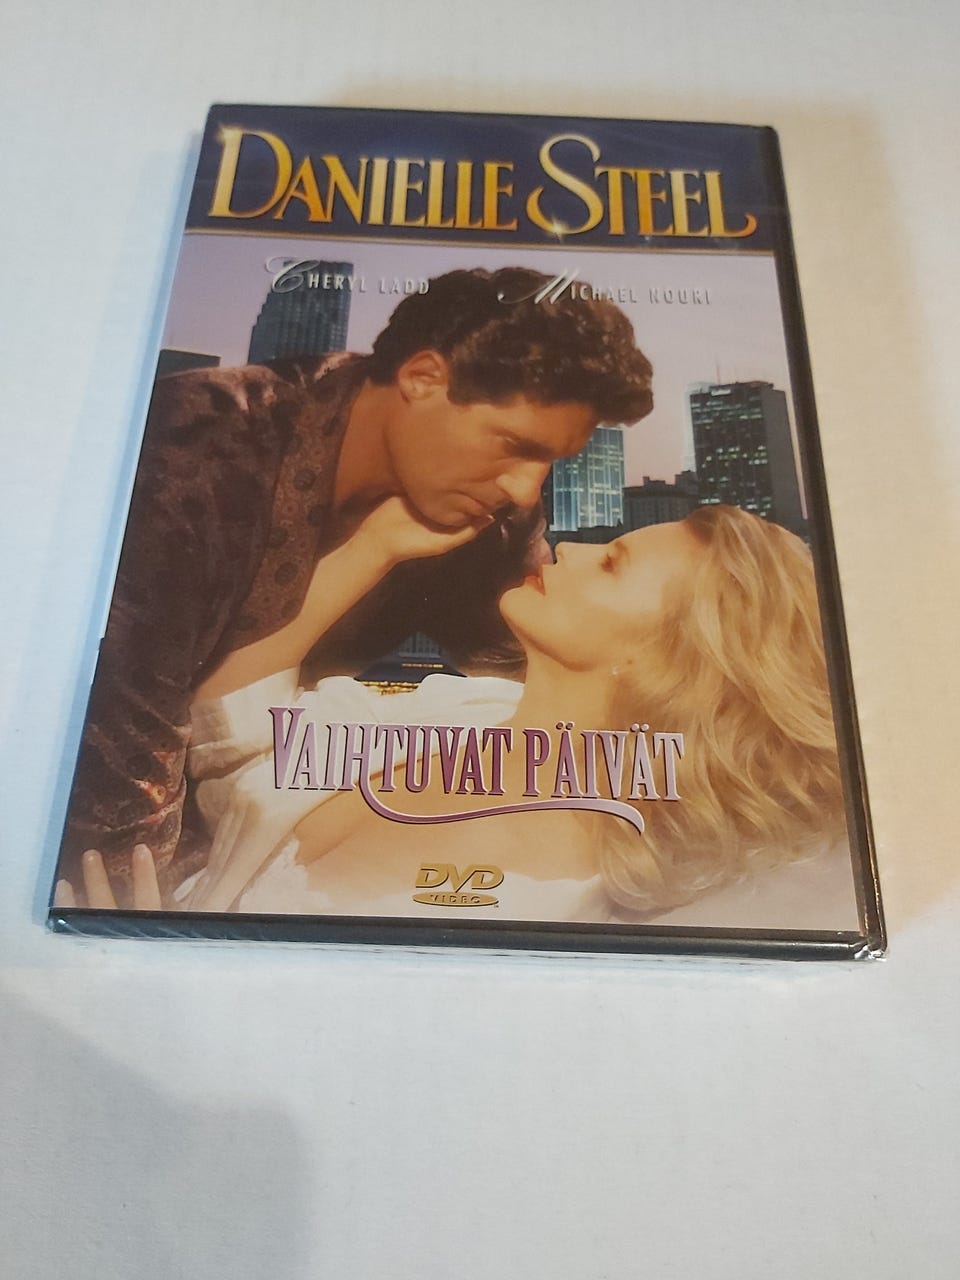 DANIELLE STEEL
CHERYL LADD MICHAEL NOURI
VAIHTUVAT PÄIVÄT
DVD
VIDEO